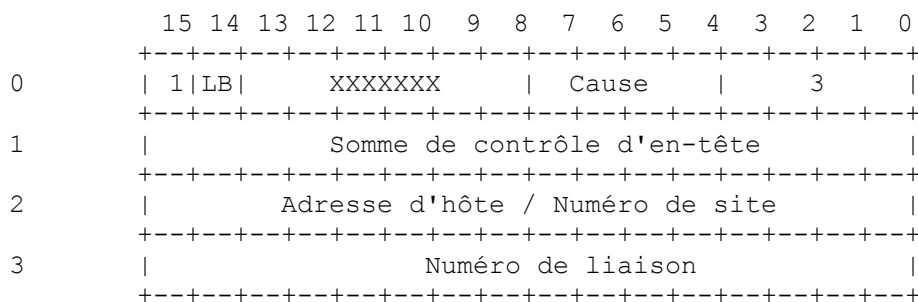 15 14 13 12 11 10 9 8 7 6 5 4 3 2 1 0
+--+--+--+--+--+--+--+--+--+--+--+--+--+--+--+--+
0 | 1|LB| XXXXXXX | Cause | 3 |
+--+--+--+--+--+--+--+--+--+--+--+--+--+--+--+--+
1 | Somme de contrôle d'en-tête |
+--+--+--+--+--+--+--+--+--+--+--+--+--+--+--+--+
2 | Adresse d'hôte / Numéro de site |
+--+--+--+--+--+--+--+--+--+--+--+--+--+--+--+--+
3 | Numéro de liaison |
+--+--+--+--+--+--+--+--+--+--+--+--+--+--+--+--+